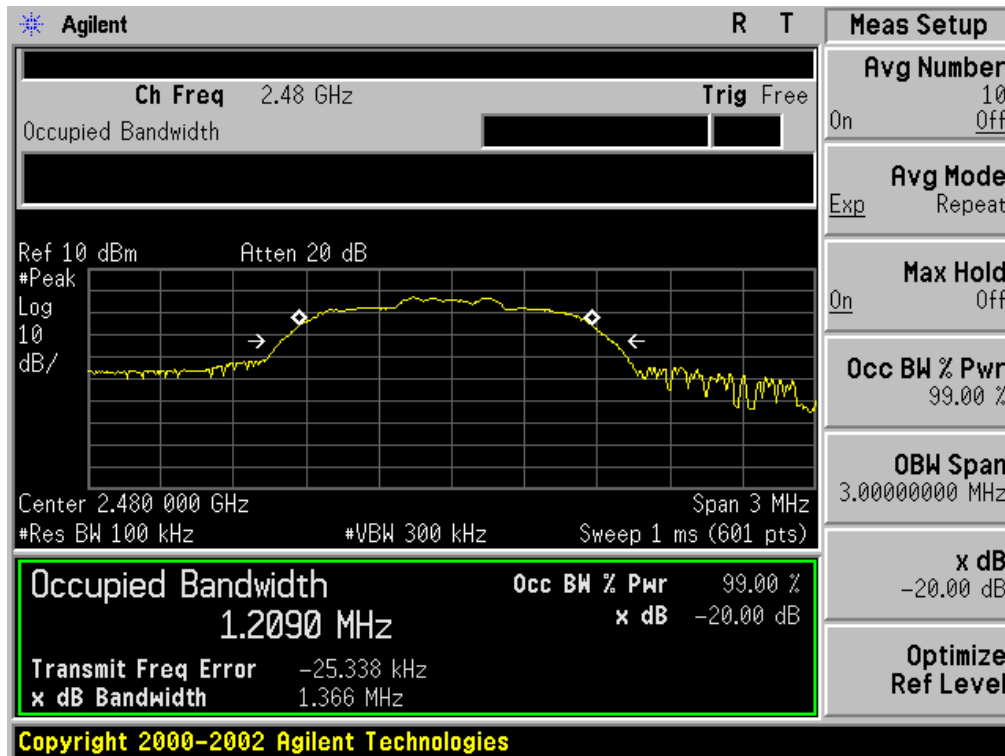 Agilent R T
Ch Freq 2.48 GHz Trig Free
Occupied Bandwidth
Ref 10 dBm Atten 20 dB
#Peak
Log
10
dB/
Center 2.480 000 GHz Span 3 MHz
#Res BW 100 kHz #VBW 300 kHz Sweep 1 ms (601 pts)
Occupied Bandwidth
1.2090 MHz
Occ BW % Pwr 99.00 %
x dB -20.00 dB
Transmit Freq Error -25.338 kHz
x dB Bandwidth 1.366 MHz
Copyright 2000-2002 Agilent Technologies
Meas Setup
Avg Number
10
On Off
Avg Mode
Exp Repeat
Max Hold
On Off
Occ BW % Pwr
99.00 %
OBW Span
3.00000000 MHz
x dB
-20.00 dB
Optimize
Ref Level